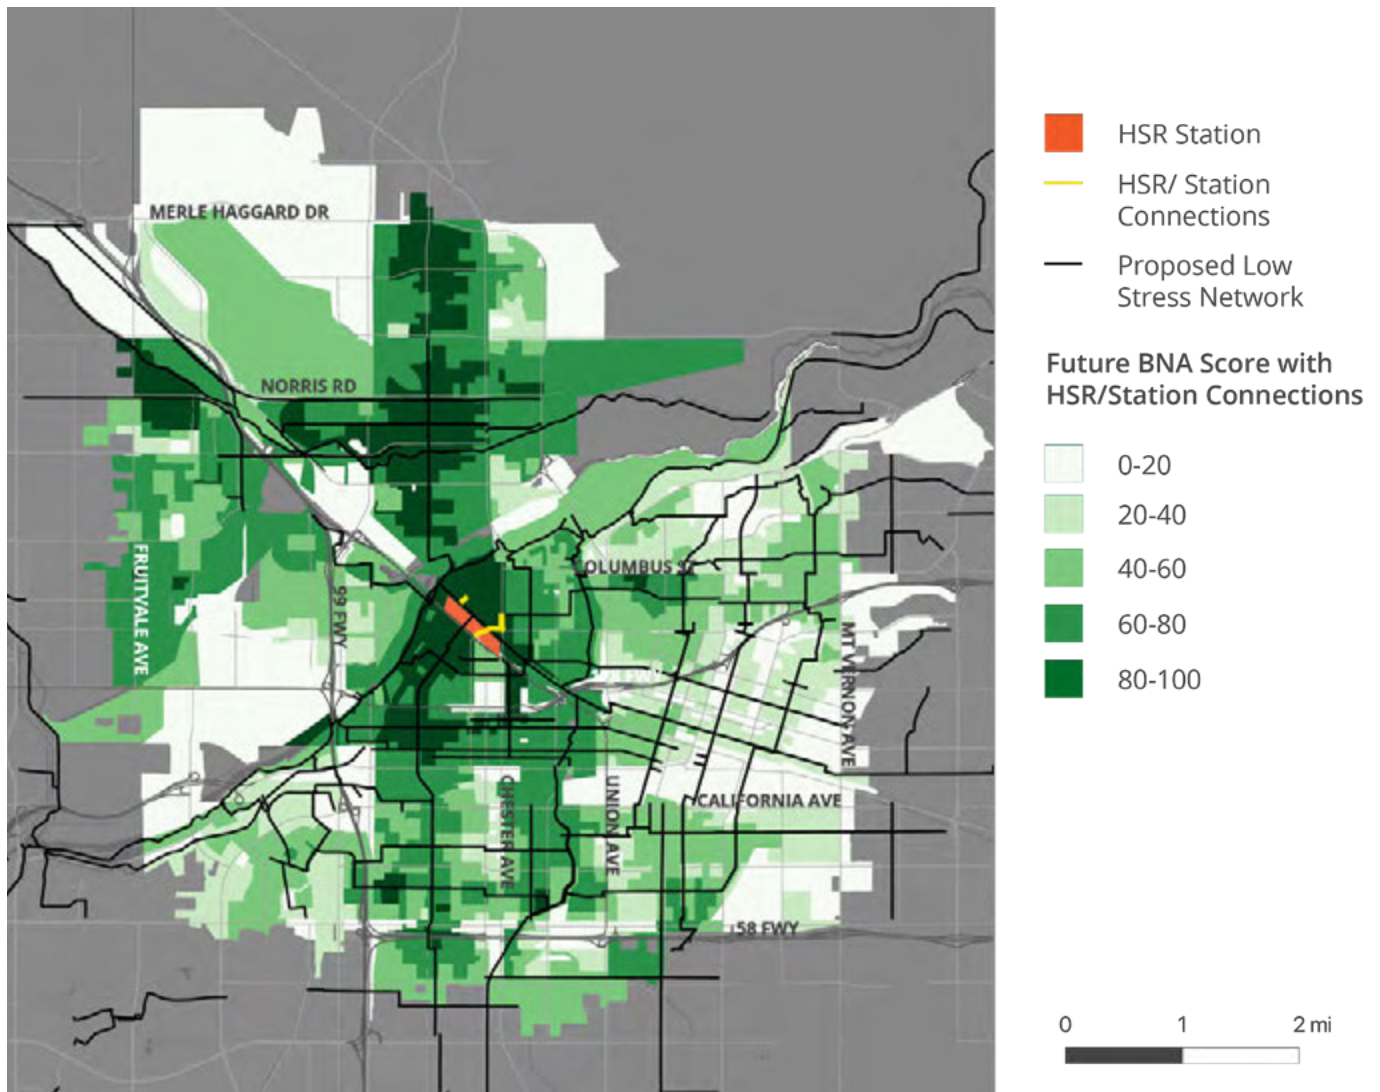 HSR Station
HSR/ Station
Connections
Proposed Low
Stress Network
Future BNA Score with
HSR/Station Connections
0-20
20-40
40-60
60-80
80-100
0 1 2 mi
MERLE HAGGARD DR
NORRIS RD
FRUITVALE AVE
99 FWY
OLUMBUS ST
MT VERNON AVE
CHESTER AVE
UNION AVE
CALIFORNIA AVE
58 FWY